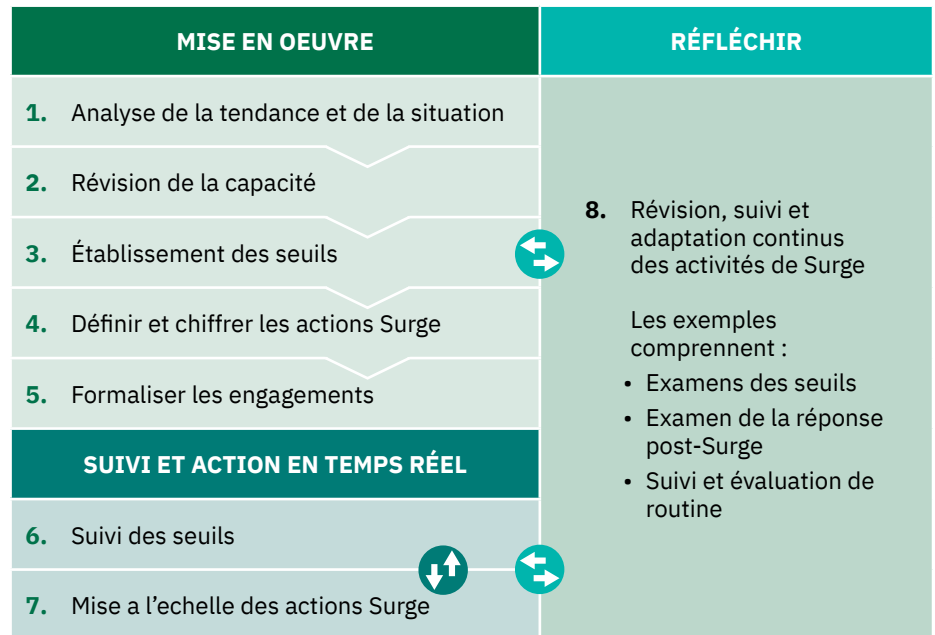 MISE EN OEUVRE
1. Analyse de la tendance et de la situation
2. Révision de la capacité
3. Établissement des seuils
4. Définir et chiffrer les actions Surge
5. Formaliser les engagements
SUIVI ET ACTION EN TEMPS RÉEL
6. Suivi des seuils
7. Mise a l’echelle des actions Surge
RÉFLÉCHIR
8. Révision, suivi et
adaptation continus
des activités de Surge
Les exemples
comprennent :
• Examens des seuils
• Examen de la réponse
post-Surge
• Suivi et évaluation de
routine